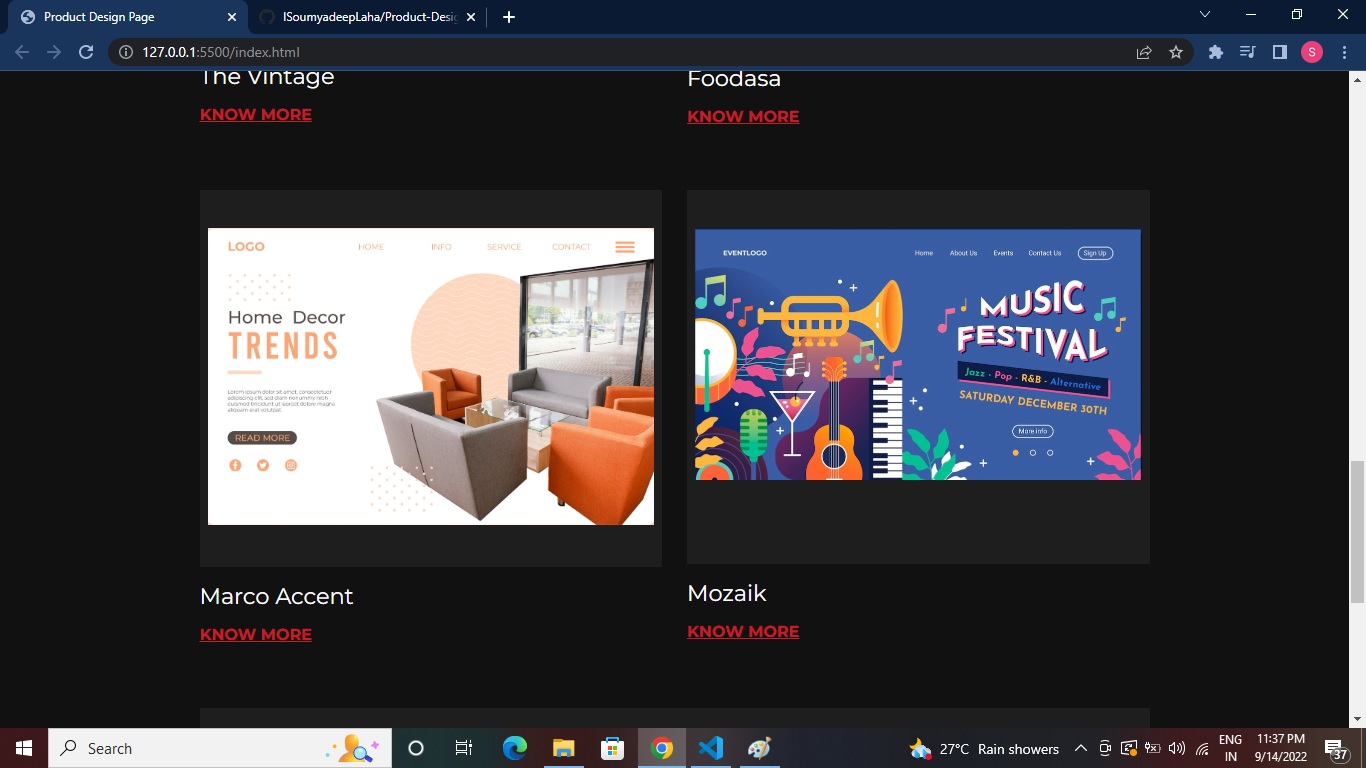 Product Design Page
ISoumyadeepLaha/Product-Desig
127.0.0.1:5500/index.html
S
The Vintage
KNOW MORE
Foodasa
KNOW MORE
LOGO HOME INFO SERVICE CONTACT
Home Decor
TRENDS
Lorem ipsum dolor sit amet, consectetuer
adipiscing elit, sed diam nonummy nibh
euismod tincidunt ut laoreet dolore magna
aliquam erat volutpat.
READ MORE
EVENTLOGO Home About Us Events Contact Us Sign Up
MUSIC
FESTIVAL
Jazz - Pop - R&B - Alternative
SATURDAY DECEMBER 30TH
More Info
Marco Accent
KNOW MORE
Mozaik
KNOW MORE
Search
27°C Rain showers
ENG
IN
11:37 PM
9/14/2022
37